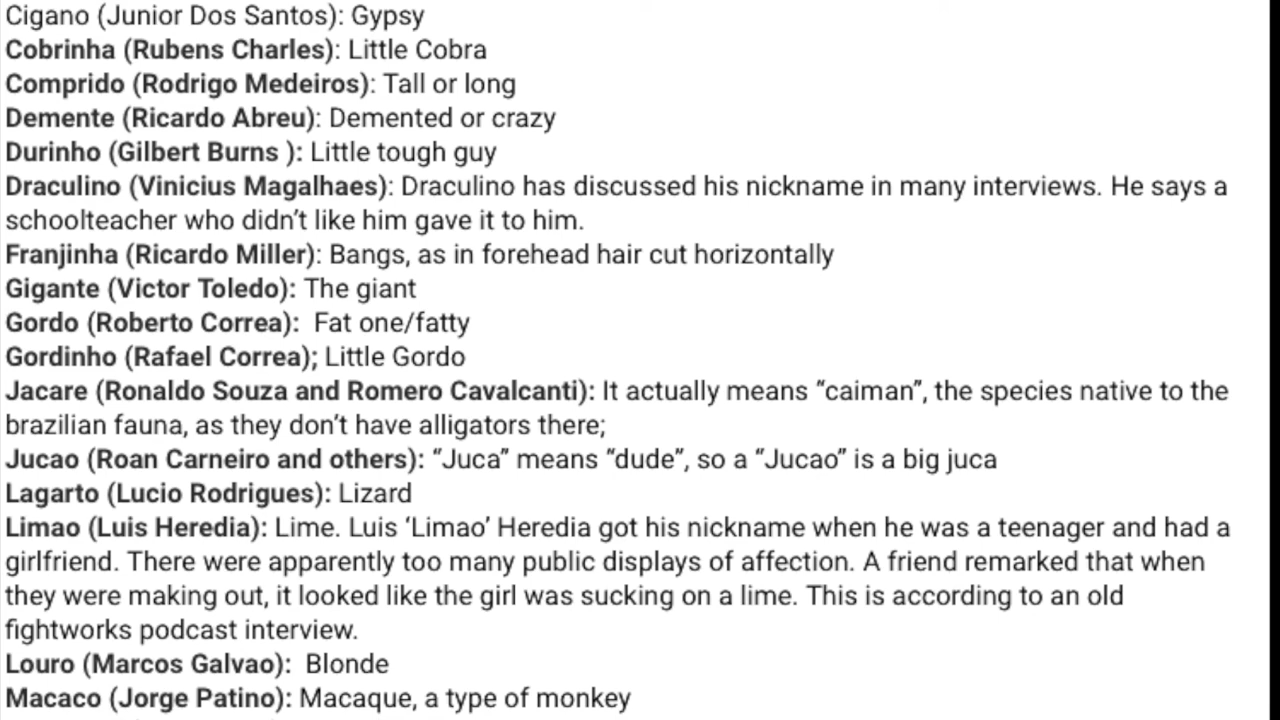 Cigano (Junior Dos Santos): Gypsy
Cobrinha (Rubens Charles): Little Cobra
Comprido (Rodrigo Medeiros): Tall or long
Demente (Ricardo Abreu): Demented or crazy
Durinho (Gilbert Burns ): Little tough guy
Draculino (Vinicius Magalhaes): Draculino has discussed his nickname in many interviews. He says a
schoolteacher who didn’t like him gave it to him.
Franjinha (Ricardo Miller): Bangs, as in forehead hair cut horizontally
Gigante (Victor Toledo): The giant
Gordo (Roberto Correa):  Fat one/fatty
Gordinho (Rafael Correa); Little Gordo
Jacare (Ronaldo Souza and Romero Cavalcanti): It actually means “caiman”, the species native to the
brazilian fauna, as they don’t have alligators there;
Jucao (Roan Carneiro and others): “Juca” means “dude”, so a “Jucao” is a big juca
Lagarto (Lucio Rodrigues): Lizard
Limao (Luis Heredia): Lime. Luis ‘Limao’ Heredia got his nickname when he was a teenager and had a
girlfriend. There were apparently too many public displays of affection. A friend remarked that when
they were making out, it looked like the girl was sucking on a lime. This is according to an old
fightworks podcast interview.
Louro (Marcos Galvao):  Blonde
Macaco (Jorge Patino): Macaque, a type of monkey